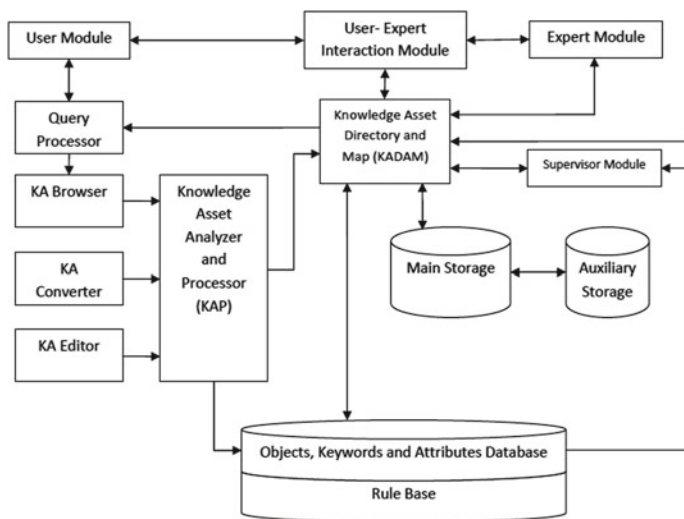 User Module
User- Expert
Interaction Module
Expert Module
Query
Processor
Knowledge Asset
Directory and
Map (KADAM)
Supervisor Module
KA Browser
Knowledge
Asset
Analyzer
and
Processor
(KAP)
KA
Converter
KA Editor
Main Storage
Auxiliary
Storage
Objects, Keywords and Attributes Database
Rule Base